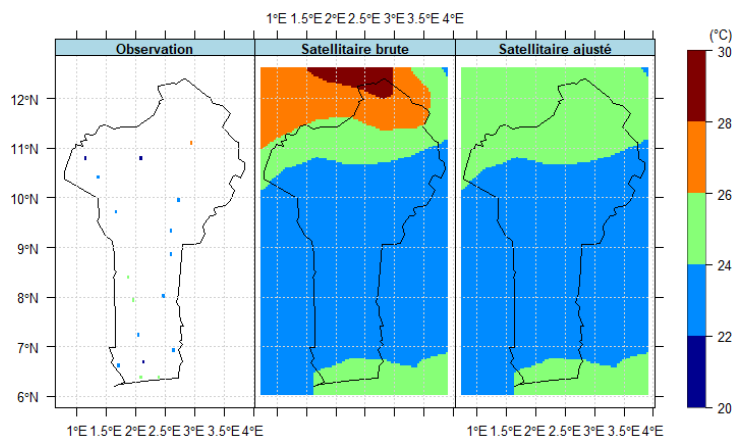 1°E 1.5°E 2°E 2.5°E 3°E 3.5°E 4°E
(°C)
Observation
Satellitaire brute
Satellitaire ajusté
30
12°N
28
11°N
26
10°N
9°N
24
8°N
22
7°N
6°N
20
1°E 1.5°E 2°E 2.5°E 3°E 3.5°E 4°E
1°E 1.5°E 2°E 2.5°E 3°E 3.5°E 4°E